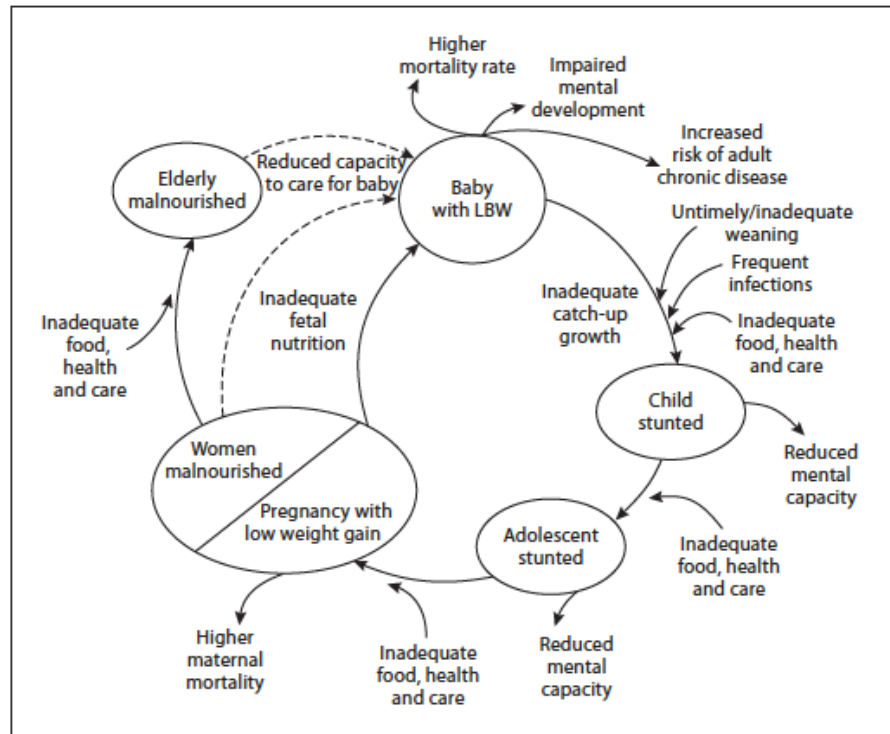 Higher
mortality rate
Impaired
mental
development
Increased
risk of adult
chronic disease
Elderly
malnourished
Reduced capacity
to care for baby
Baby
with LBW
Untimely/inadequate
weaning
Frequent
infections
Inadequate
food, health
and care
Inadequate
catch-up
growth
Inadequate
fetal
nutrition
Inadequate
food,
health
and care
Child
stunted
Reduced
mental
capacity
Women
malnourished
Pregnancy with
low weight gain
Adolescent
stunted
Inadequate
food, health
and care
Higher
maternal
mortality
Inadequate
food, health
and care
Reduced
mental
capacity